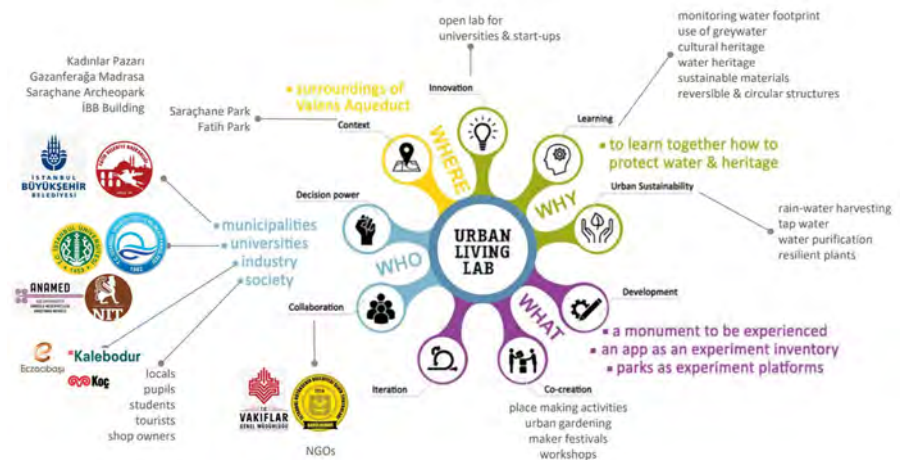 open lab for
universities & start-ups
monitoring water footprint
use of greywater
cultural heritage
water heritage
sustainable materials
reversible & circular structures
Kadınlar Pazarı
Gazanferağa Madrasa
Saraçhane Archeopark
İBB Building
Saraçhane Park
Fatih Park
surroundings of
Valens Aqueduct
Context
Innovation
Learning
to learn together how to
protect water & heritage
Urban Sustainability
rain-water harvesting
tap water
water purification
resilient plants
WHERE
WHY
WHO
WHAT
URBAN
LIVING
LAB
Decision power
municipalities
universities
industry
society
İSTANBUL
BÜYÜKŞEHİR
BELEDİYESİ
ANAMED
NIT
Eczacıbaşı
Kalebodur
Koç
locals
pupils
students
tourists
shop owners
Collaboration
T.C.
VAKIFLAR
GENEL MÜDÜRLÜĞÜ
NGOs
Iteration
Co-creation
place making activities
urban gardening
maker festivals
workshops
Development
a monument to be experienced
an app as an experiment inventory
parks as experiment platforms